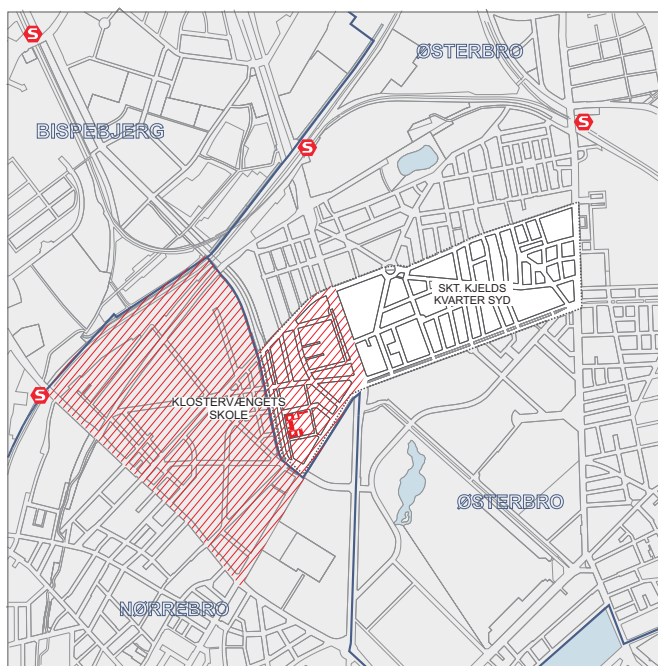 S
ØSTERBRO
S
BISPEBJERG
S
SKT. KJELDS
KVARTER SYD
S
KLOSTERVÆNGETS
SKOLE
ØSTERBRO
NØRREBRO